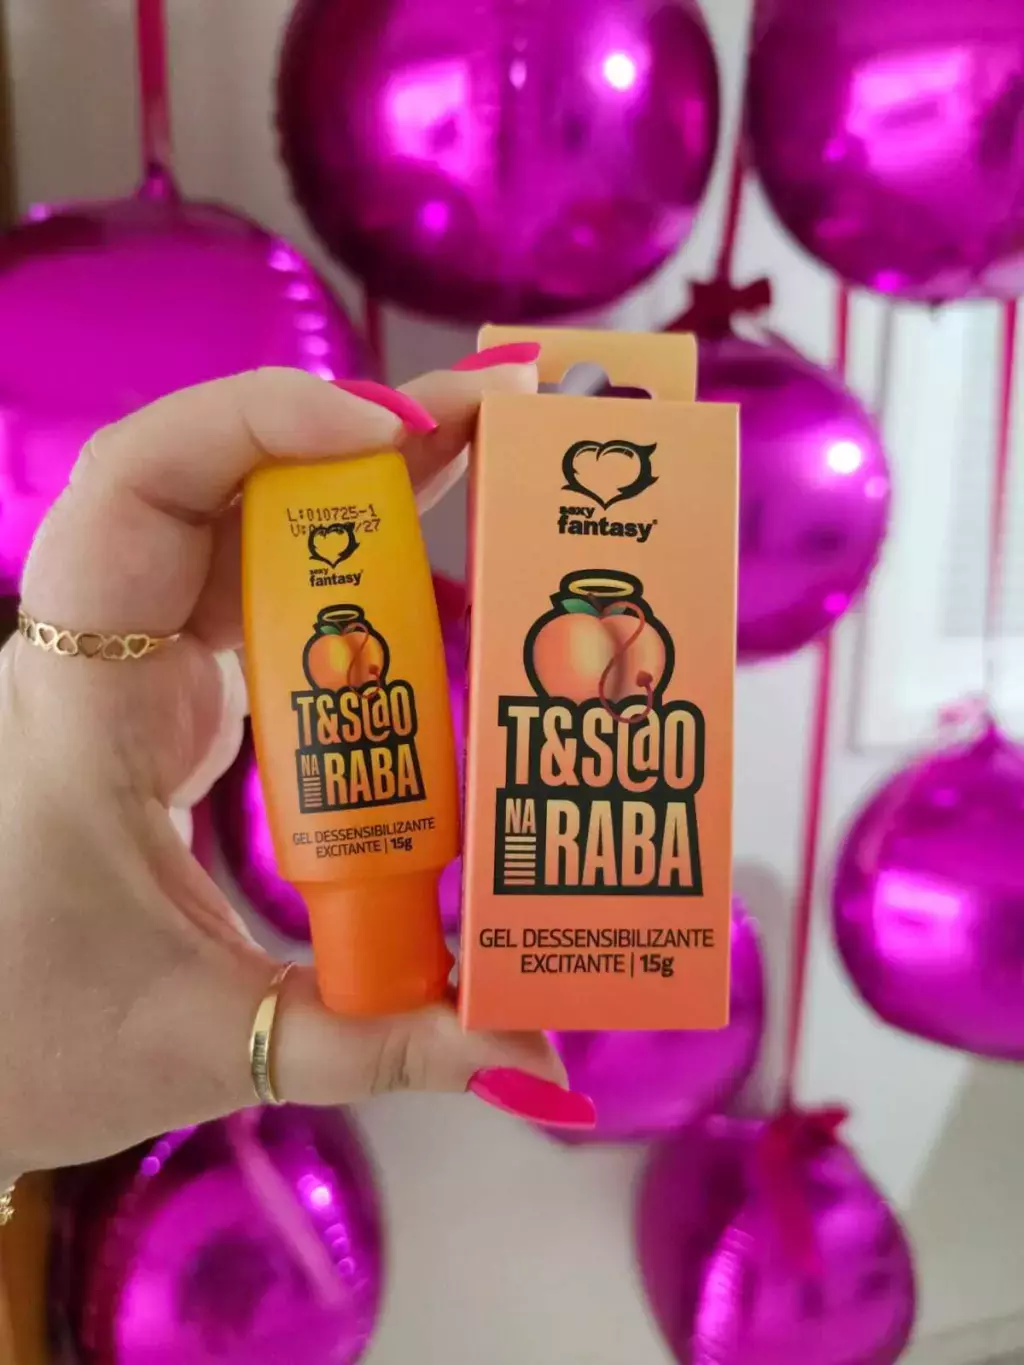 L:010725-1
sexy
fantasy
T&S@O
NA RABA
GEL DESSENSIBILIZANTE
EXCITANTE | 15g
sexy
fantasy®
T&S@O
NA RABA
GEL DESSENSIBILIZANTE
EXCITANTE | 15g